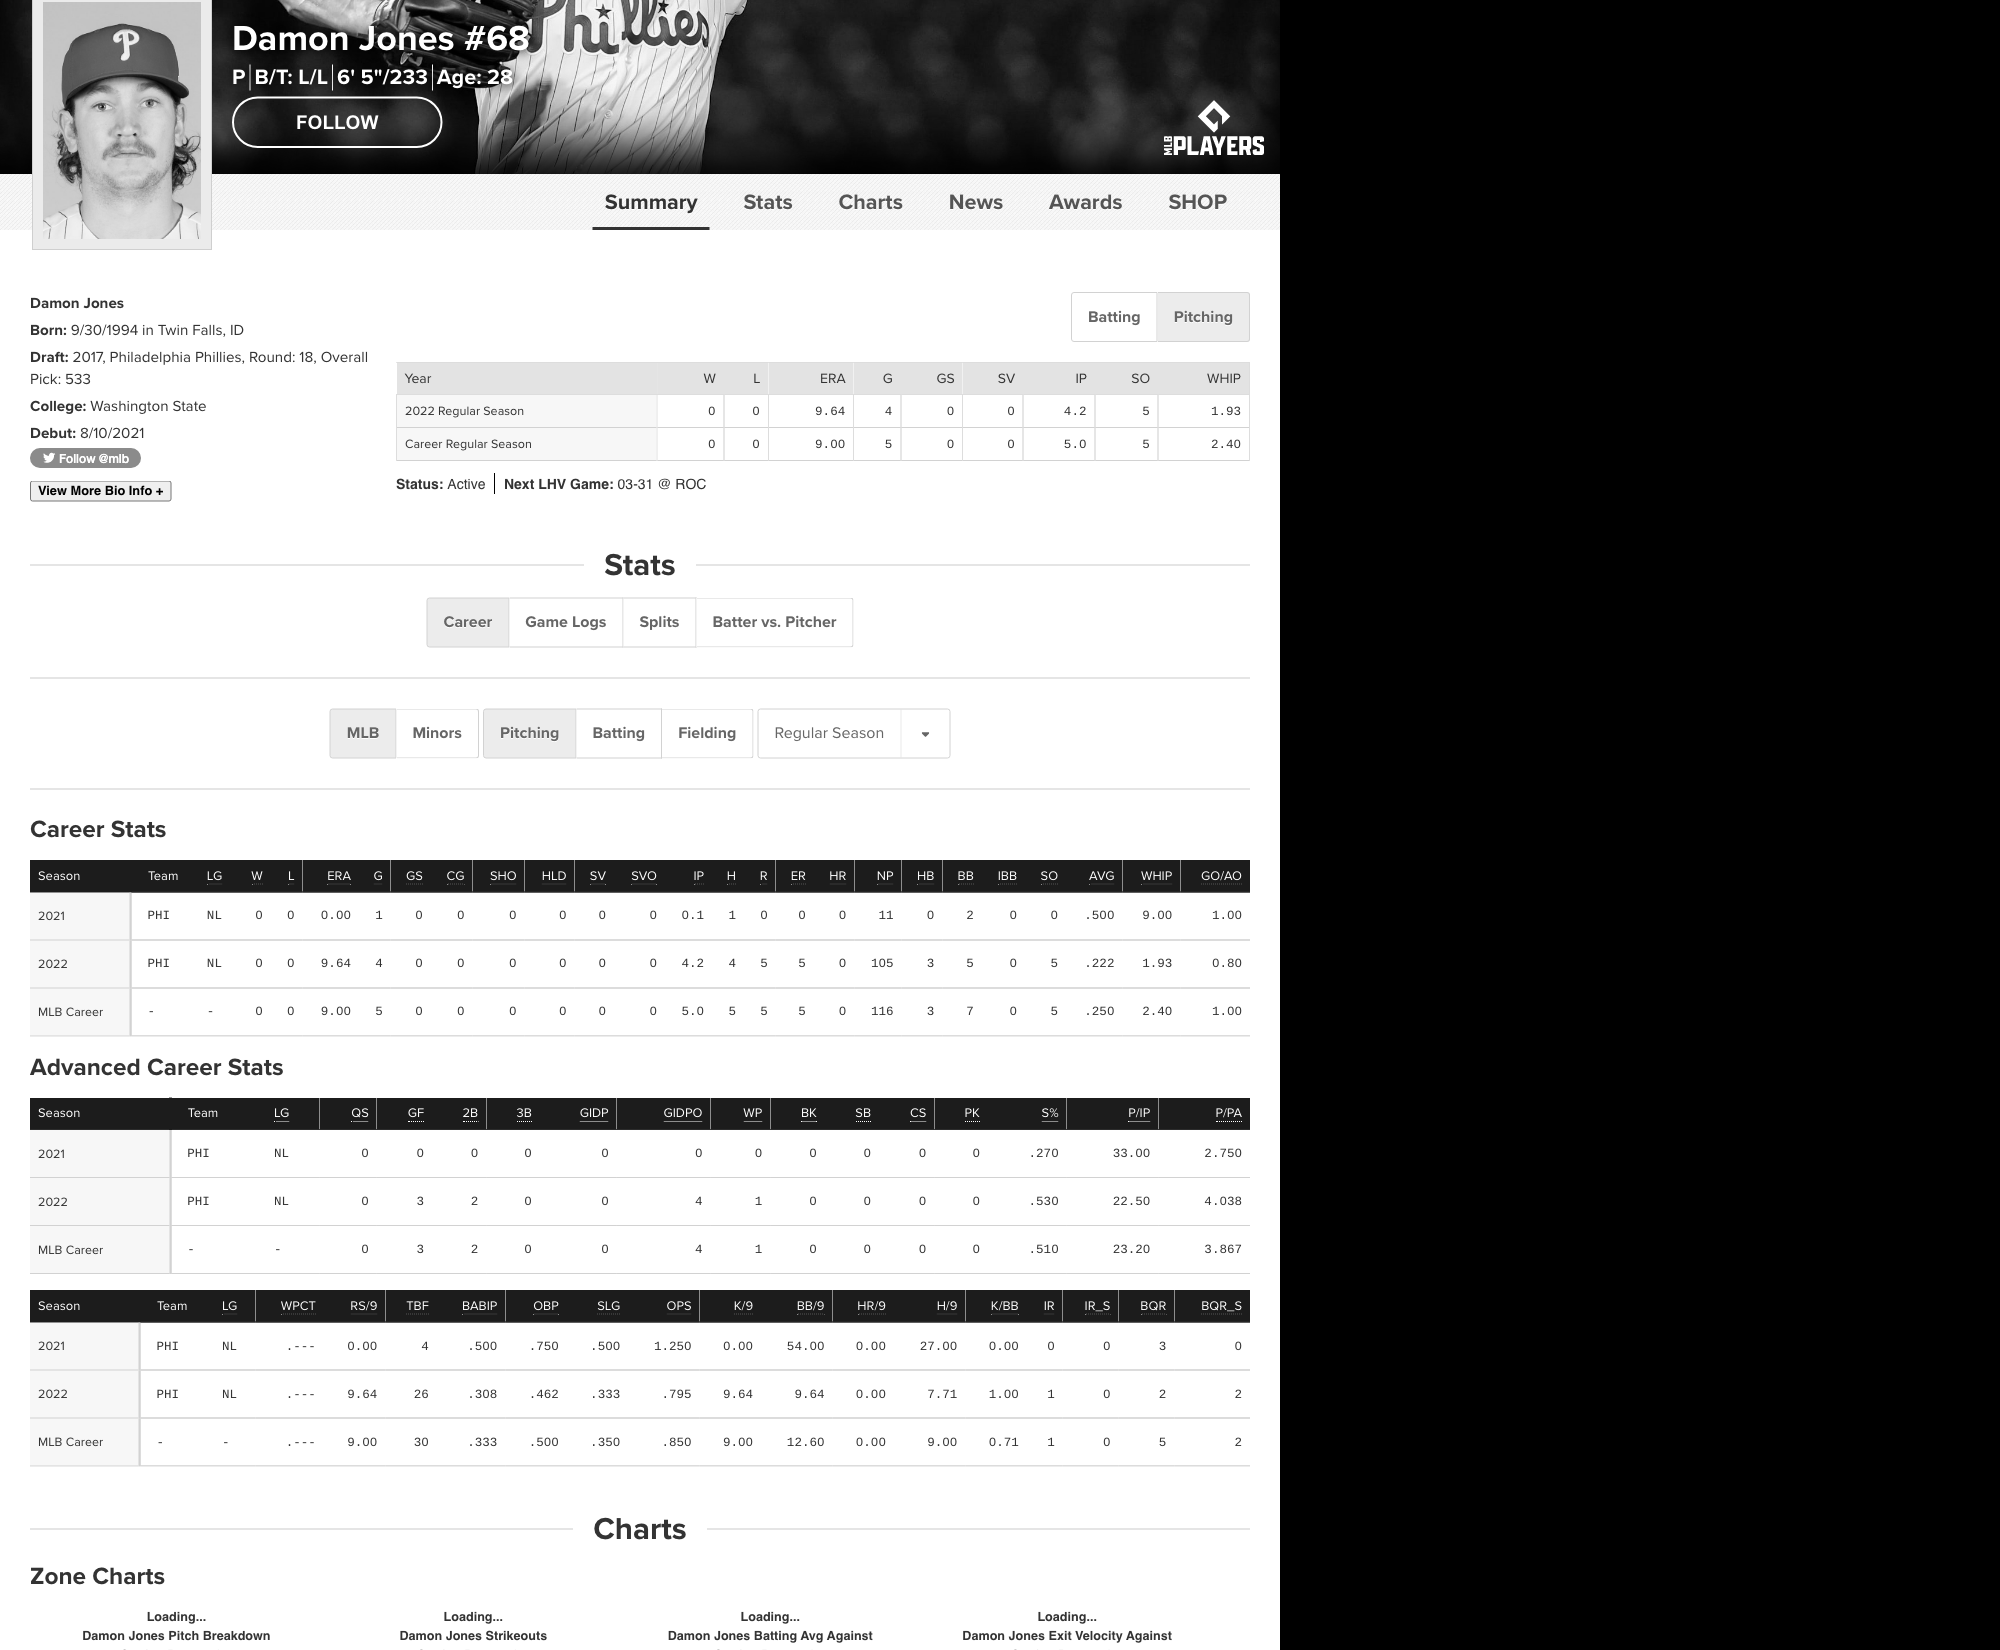 Phillies
P
Damon Jones #68
P B/T: L/L 6' 5"/233 Age: 28
FOLLOW
MLB PLAYERS
Summary Stats Charts News Awards SHOP
Damon Jones
Born: 9/30/1994 in Twin Falls, ID
Draft: 2017, Philadelphia Phillies, Round: 18, Overall
Pick: 533
College: Washington State
Debut: 8/10/2021
Follow @mlb
View More Bio Info +
Batting Pitching
Year W L ERA G GS SV IP SO WHIP
2022 Regular Season 0 0 9.64 4 0 0 4.2 5 1.93
Career Regular Season 0 0 9.00 5 0 0 5.0 5 2.40
Status: Active Next LHV Game: 03-31 @ ROC
Stats
Career Game Logs Splits Batter vs. Pitcher
MLB Minors Pitching Batting Fielding Regular Season
Career Stats
Season Team LG W L ERA G GS CG SHO HLD SV SVO IP H R ER HR NP HB BB IBB SO AVG WHIP GO/AO
2021 PHI NL 0 0 0.00 1 0 0 0 0 0 0 0.1 1 0 0 0 11 0 2 0 0 .500 9.00 1.00
2022 PHI NL 0 0 9.64 4 0 0 0 0 0 0 4.2 4 5 5 0 105 3 5 0 5 .222 1.93 0.80
MLB Career - - 0 0 9.00 5 0 0 0 0 0 0 5.0 5 5 5 0 116 3 7 0 5 .250 2.40 1.00
Advanced Career Stats
Season Team LG QS GF 2B 3B GIDP GIDPO WP BK SB CS PK S% P/IP P/PA
2021 PHI NL 0 0 0 0 0 0 0 0 0 0 0 .270 33.00 2.750
2022 PHI NL 0 3 2 0 0 4 1 0 0 0 0 .530 22.50 4.038
MLB Career - - 0 3 2 0 0 4 1 0 0 0 0 .510 23.20 3.867
Season Team LG WPCT RS/9 TBF BABIP OBP SLG OPS K/9 BB/9 HR/9 H/9 K/BB IR IR_S BQR BQR_S
2021 PHI NL .--- 0.00 4 .500 .750 .500 1.250 0.00 54.00 0.00 27.00 0.00 0 0 3 0
2022 PHI NL .--- 9.64 26 .308 .462 .333 .795 9.64 9.64 0.00 7.71 1.00 1 0 2 2
MLB Career - - .--- 9.00 30 .333 .500 .350 .850 9.00 12.60 0.00 9.00 0.71 1 0 5 2
Charts
Zone Charts
Loading... Loading... Loading... Loading...
Damon Jones Pitch Breakdown Damon Jones Strikeouts Damon Jones Batting Avg Against Damon Jones Exit Velocity Against